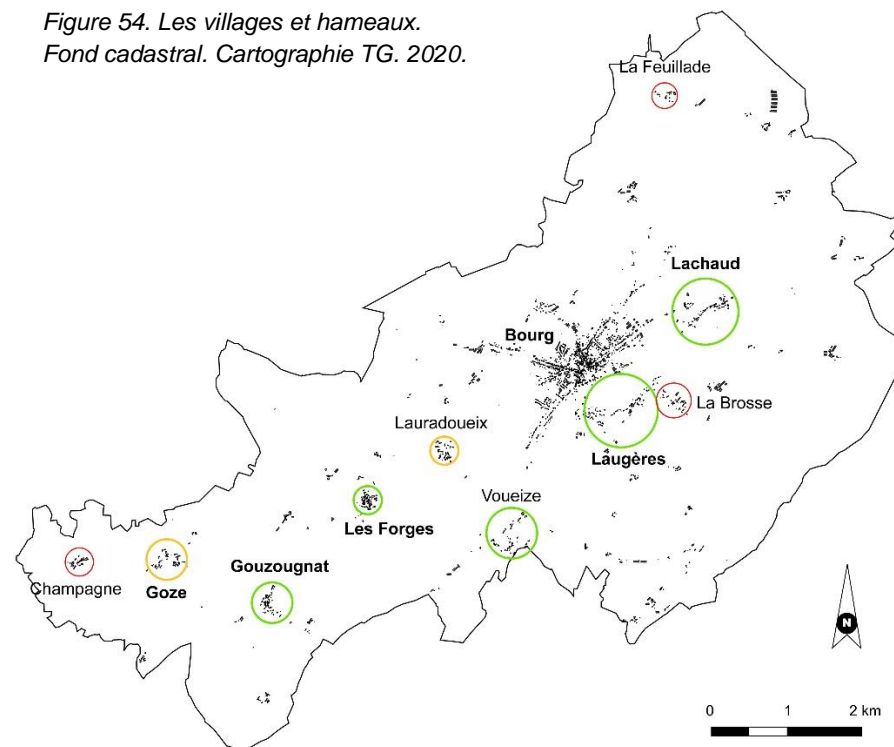 Figure 54. Les villages et hameaux.
Fond cadastral. Cartographie TG. 2020.
La Feuillade
Lachaud
Bourg
La Brosse
Lauradoueix
Laugères
Voueize
Les Forges
Champagne
Goze
Gouzougnat
N
0 1 2 km